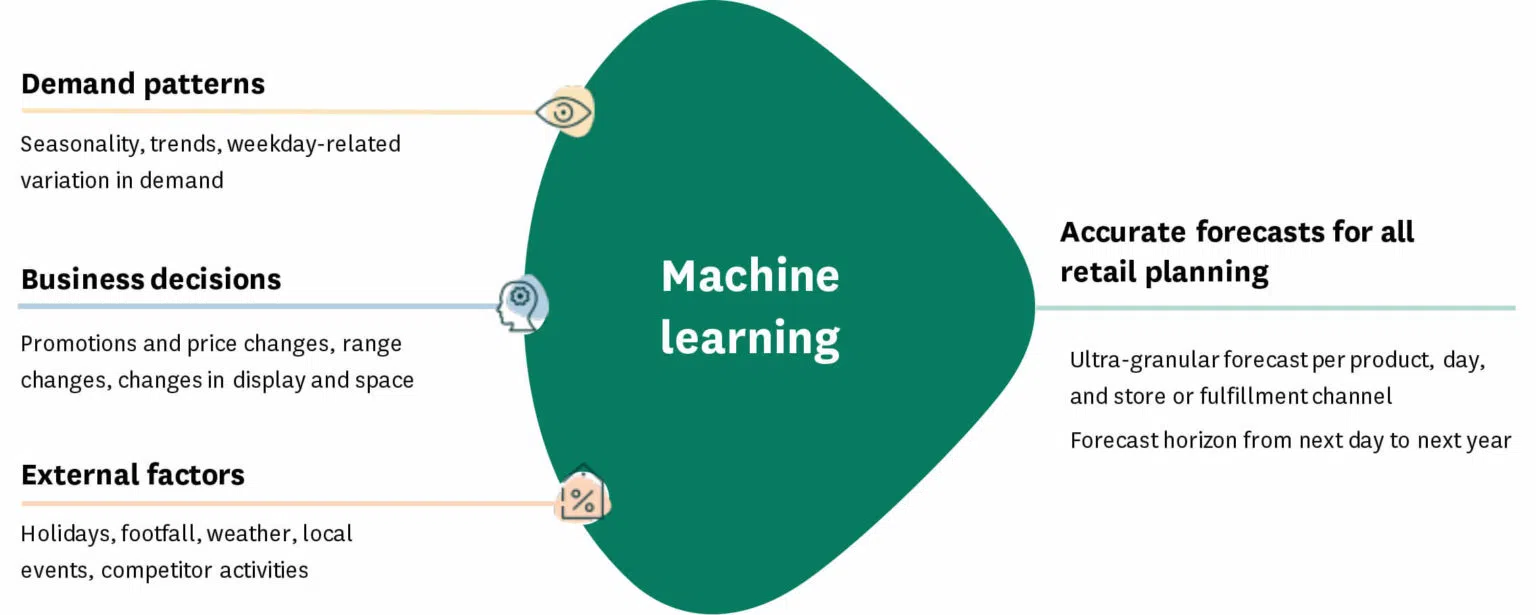 Demand patterns
Seasonality, trends, weekday-related
variation in demand
Business decisions
Promotions and price changes, range
changes, changes in display and space
External factors
Holidays, footfall, weather, local
events, competitor activities
%
Machine
learning
Accurate forecasts for all
retail planning
Ultra-granular forecast per product, day,
and store or fulfillment channel
Forecast horizon from next day to next year